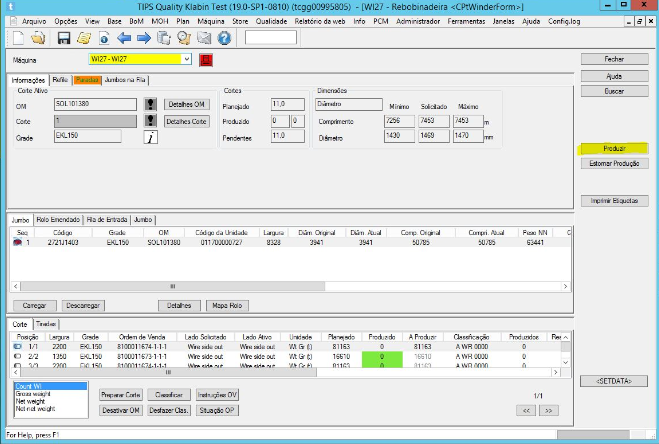 TIPS Quality Klabin Test (19.0-SP1-0810) (tcgg00995805) - [WI27 - Rebobinadeira <CPtWinderForm>]
Arquivo Opções View Base BoM MOH Plan Máquina Store Qualidade Relatório da web Info PCM Administrador Ferramentas Janelas Ajuda Config.log
Máquina WI27 - WI27 Fechar
Ajuda
Buscar
Informações Refile Paradas Jumbos na Fila
Corte Ativo Cortes Dimensões
OM SOL101380 Detalhes OM Planejado 11,0 Diâmetro Mínimo Solicitado Máximo
Corte 1 Detalhes Corte Produzido 0 0 Comprimento 7256 7453 7453 m
Grade EKL150 Pendentes 11.0 Diâmetro 1430 1469 1470 mm
Produzir
Estornar Produção
Imprimir Etiquetas
Jumbo Rolo Emendado Fila de Entrada Jumbo
Seq Código Grade OM Código da Unidade Largura Diâm. Original Diâm. Atual Comp. Original Compri. Atual Peso NN C
1 2721J1403 EKL150 SOL101380 011700000727 8328 3941 3941 50785 50785 63441
Carregar Descarregar Detalhes Mapa Rolo
Corte Tiradas
Posição Largura Grade Ordem de Venda Lado Solicitado Lado Ativo Unidade Planejado Produzido A Produzir Classificação Produzidos Res
1/1 2200 EKL150 8100011674-1-1-1 Wire side out Wire side out Wt Gr (t) 81163 0 81163 A WR 0000 0
2/2 1350 EKL150 8100011673-1-1-1 Wire side out Wire side out Wt Gr (t) 16610 0 16610 A WR 0000 0
3/3 2200 EKL150 8100011674-1-1-1 Wire side out Wire side out Wt Gr (t) 81163 0 81163 A WR 0000 0
Count WI
Gross weight
Net weight
Net net weight
Preparar Corte Classificar Instruções OV 1/1
Desativar OM Desfazer Clas. Situação OP << >>
<SETDATA>
For Help, press F1